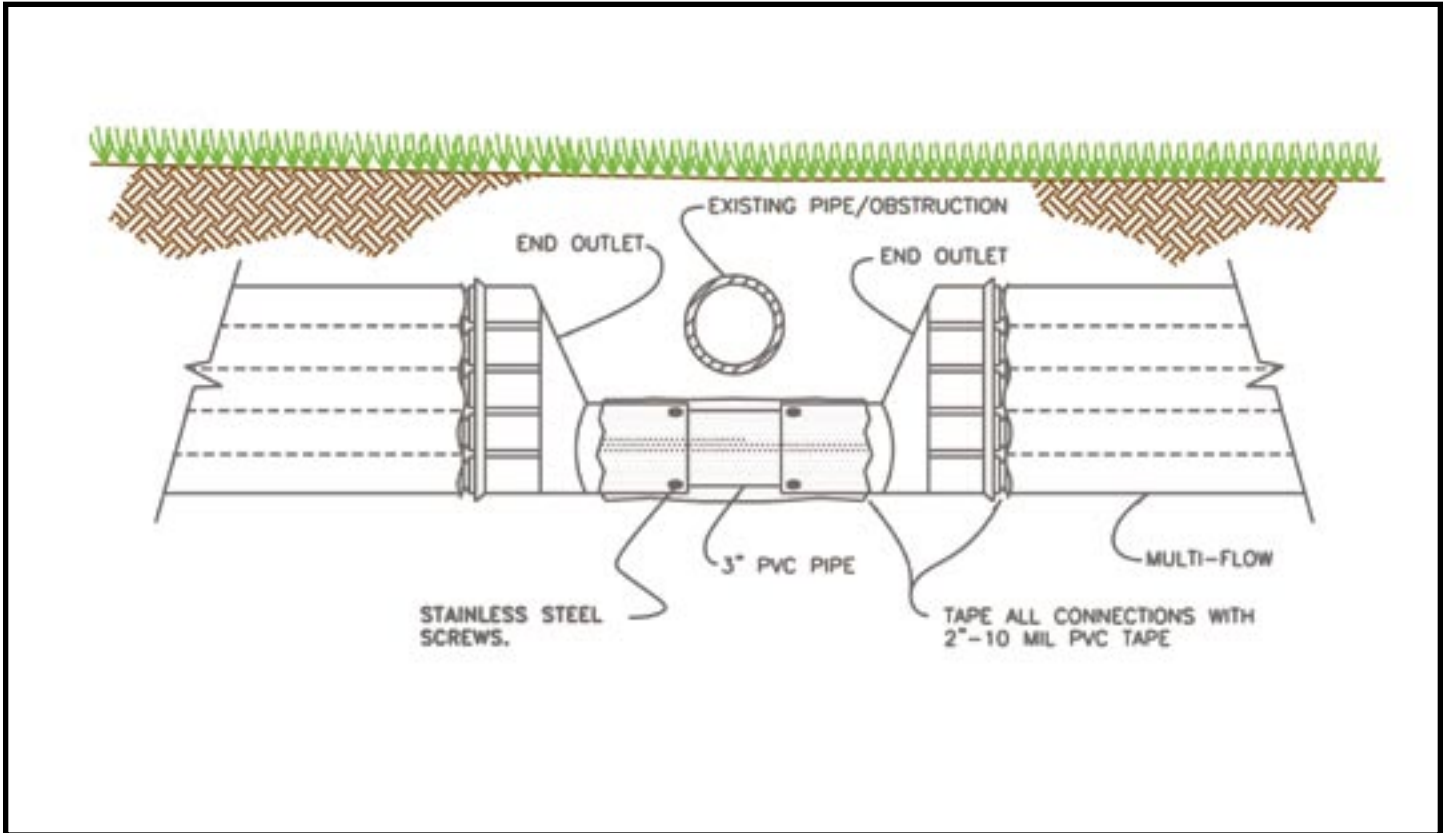 EXISTING PIPE/OBSTRUCTION
END OUTLET
END OUTLET
3" PVC PIPE
MULTI-FLOW
STAINLESS STEEL
SCREWS.
TAPE ALL CONNECTIONS WITH
2"-10 MIL PVC TAPE